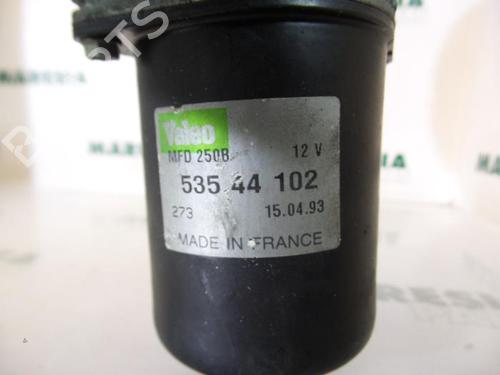 Valeo
MFD 250B 12 V
535 44 102
273 15.04.93
MADE IN FRANCE